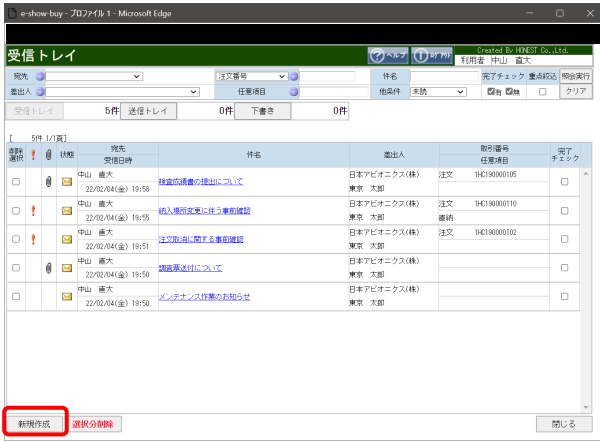 e-show-buy - プロファイル 1 - Microsoft Edge
受信トレイ
ヘルプ ログアウト
Created By HONEST Co.,Ltd.
利用者 中山 直大
宛先 注文番号 件名 完了チェック 重点絞込 照会実行
差出人 任意項目 他条件 未読 有 無 クリア
受信トレイ 5件 送信トレイ 0件 下書き 0件
[ 5件 1/1頁]
削除選択 状態 宛先 受信日時 件名 差出人 取引番号 任意項目 完了チェック
中山 直大 22/02/04(金) 19:58 検査成績書の提出について 日本アビオニクス(株) 東京 太郎 注文 1HC190000105
中山 直大 22/02/04(金) 19:55 納入場所変更に伴う事前確認 日本アビオニクス(株) 東京 太郎 注文 1HC190000110 直納
中山 直大 22/02/04(金) 19:51 注文取消に関する事前確認 日本アビオニクス(株) 東京 太郎 注文 1HC190000102
中山 直大 22/02/04(金) 19:50 調査票送付について 日本アビオニクス(株) 東京 太郎
中山 直大 22/02/04(金) 19:50 メンテナンス作業のお知らせ 日本アビオニクス(株) 東京 太郎
新規作成 選択分削除 閉じる